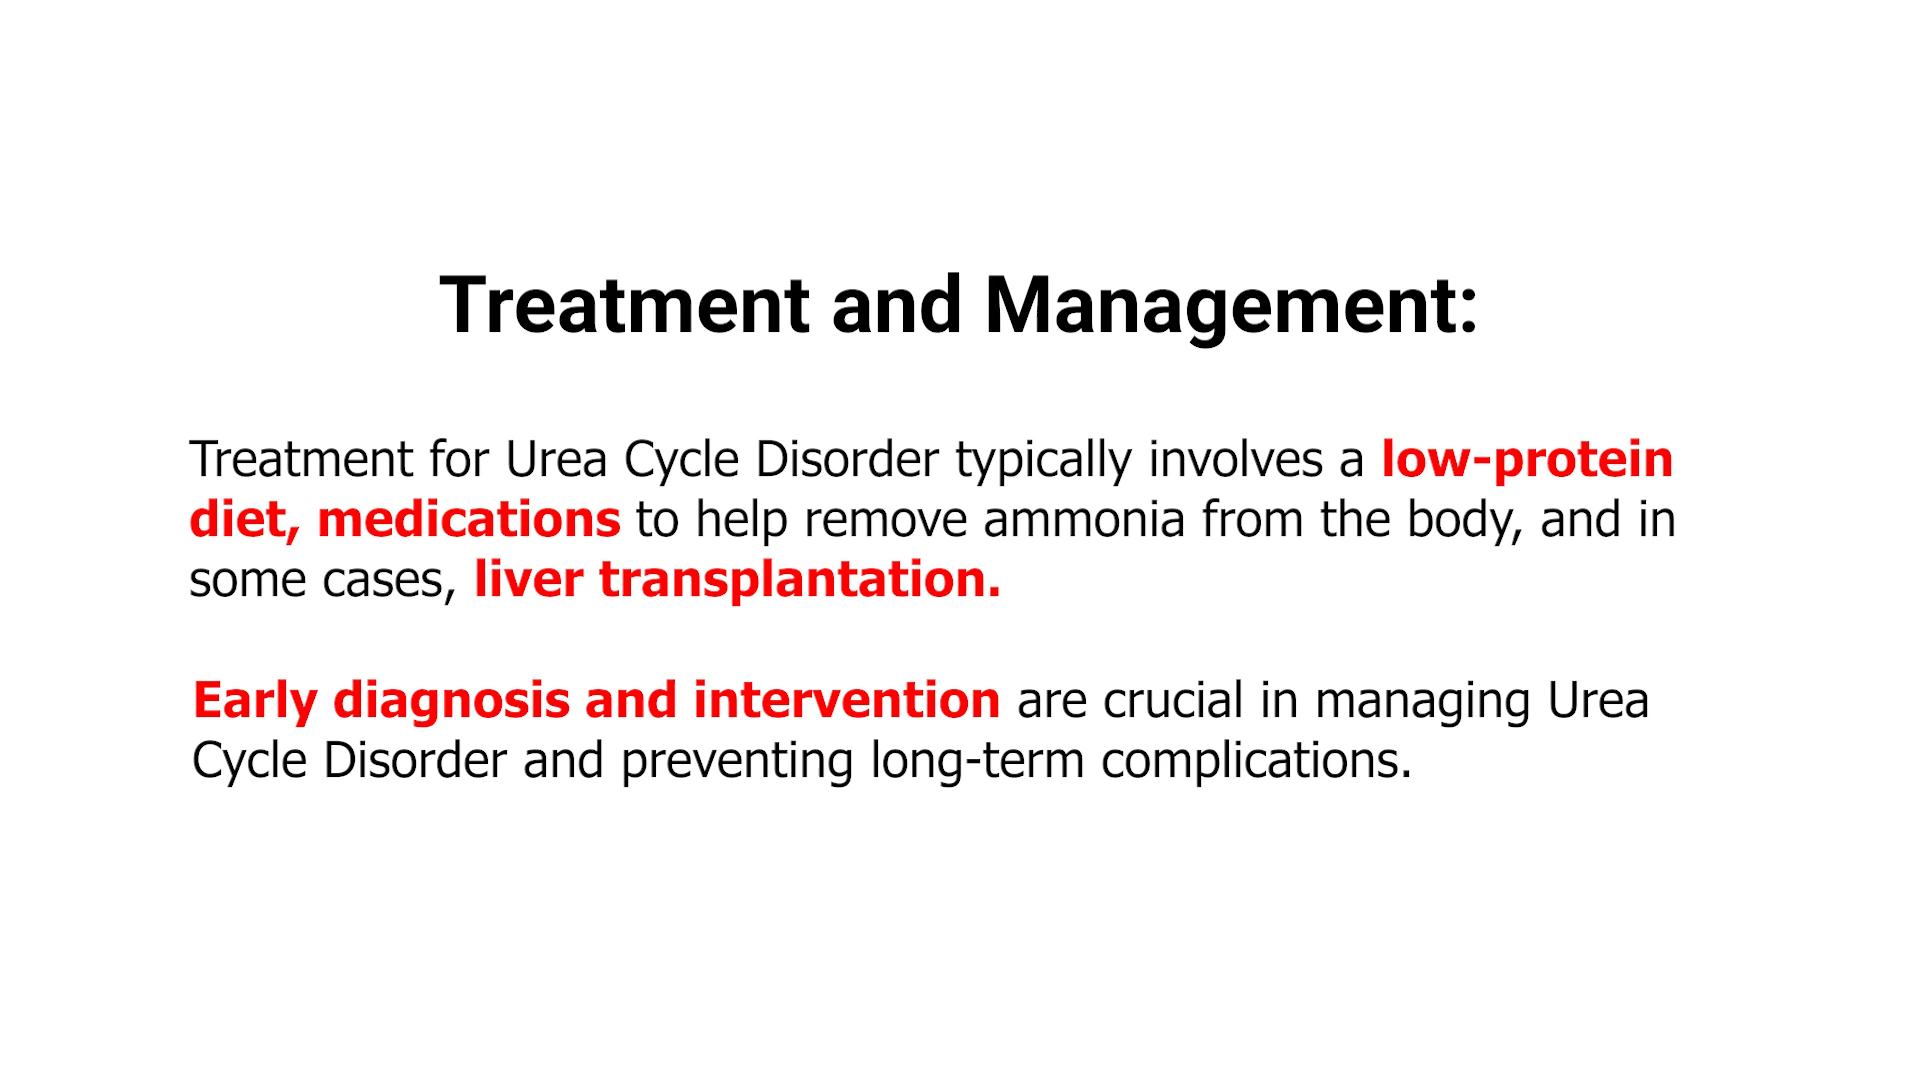 Treatment and Management:
Treatment for Urea Cycle Disorder typically involves a low-protein
diet, medications to help remove ammonia from the body, and in
some cases, liver transplantation.
Early diagnosis and intervention are crucial in managing Urea
Cycle Disorder and preventing long-term complications.